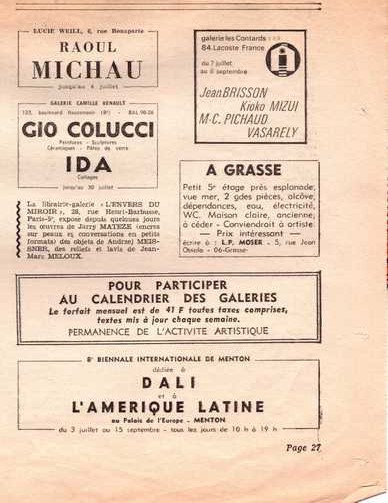 LUCIE WEILL, 6, rue Bonaparte
RAOUL
MICHAU
jusqu'au 4 juillet
GALERIE CAMILLE RENAULT
133, boulevard Haussmann (8e) - BAL.90-26
GIO COLUCCI
Peintures - Sculptures
Céramiques - Pâtes de verre
IDA
Collages
jusqu'au 30 juillet
La librairie-galerie « L'ENVERS DU
MIROIR », 28, rue Henri-Barbusse,
Paris-5e, expose depuis quelques jours
les œuvres de Jarry MATEZE (encres
sur peaux et conversations en petits
formats) des objets de Andrze) MEIS-
SNER, des reliefs et lavis de Jean-
Marc MELOUX.
galerie les Contards
84. Lacoste France
du 7 juillet
au 6 septembre
Jean BRISSON
Kioko MIZUI
M-C. PICHAUD
VASARELY
A GRASSE
Petit 5e étage près esplanade,
vue mer, 2 gdes pièces, alcôve,
dépendances, eau, électricité,
WC. Maison claire, ancienne,
à céder - Conviendrait à artiste.
— Prix intéressant —
écrire à : L.P. MOSER, 5, rue Jean
Ossola - 06-Grasse-
POUR PARTICIPER
AU CALENDRIER DES GALERIES
Le forfait mensuel est de 41 F toutes taxes comprises,
textes mis à jour chaque semaine.
PERMANENCE DE L'ACTIVITE ARTISTIQUE
8e BIENNALE INTERNATIONALE DE MENTON
dédiée à
DALI
et à
L'AMERIQUE LATINE
au Palais de l'Europe - MENTON
du 3 juillet au 15 septembre - tous les jours de 10 h à 19 h
Page 27